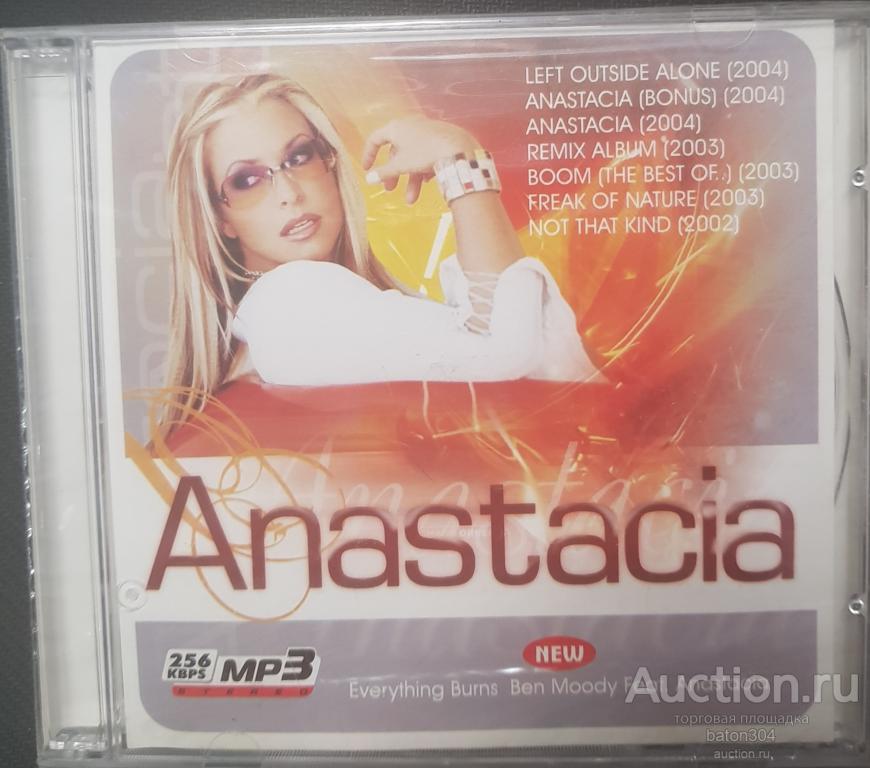 LEFT OUTSIDE ALONE (2004)
ANASTACIA (BONUS) (2004)
ANASTACIA (2004)
REMIX ALBUM (2003)
BOOM (THE BEST OF..) (2003)
FREAK OF NATURE (2003)
NOT THAT KIND (2002)
Anastacia
256 KBPS MP3
STEREO
NEW
Everything Burns Ben Moody Feat. Anastacia
Auction.ru
торговая площадка
baton304
auction.ru